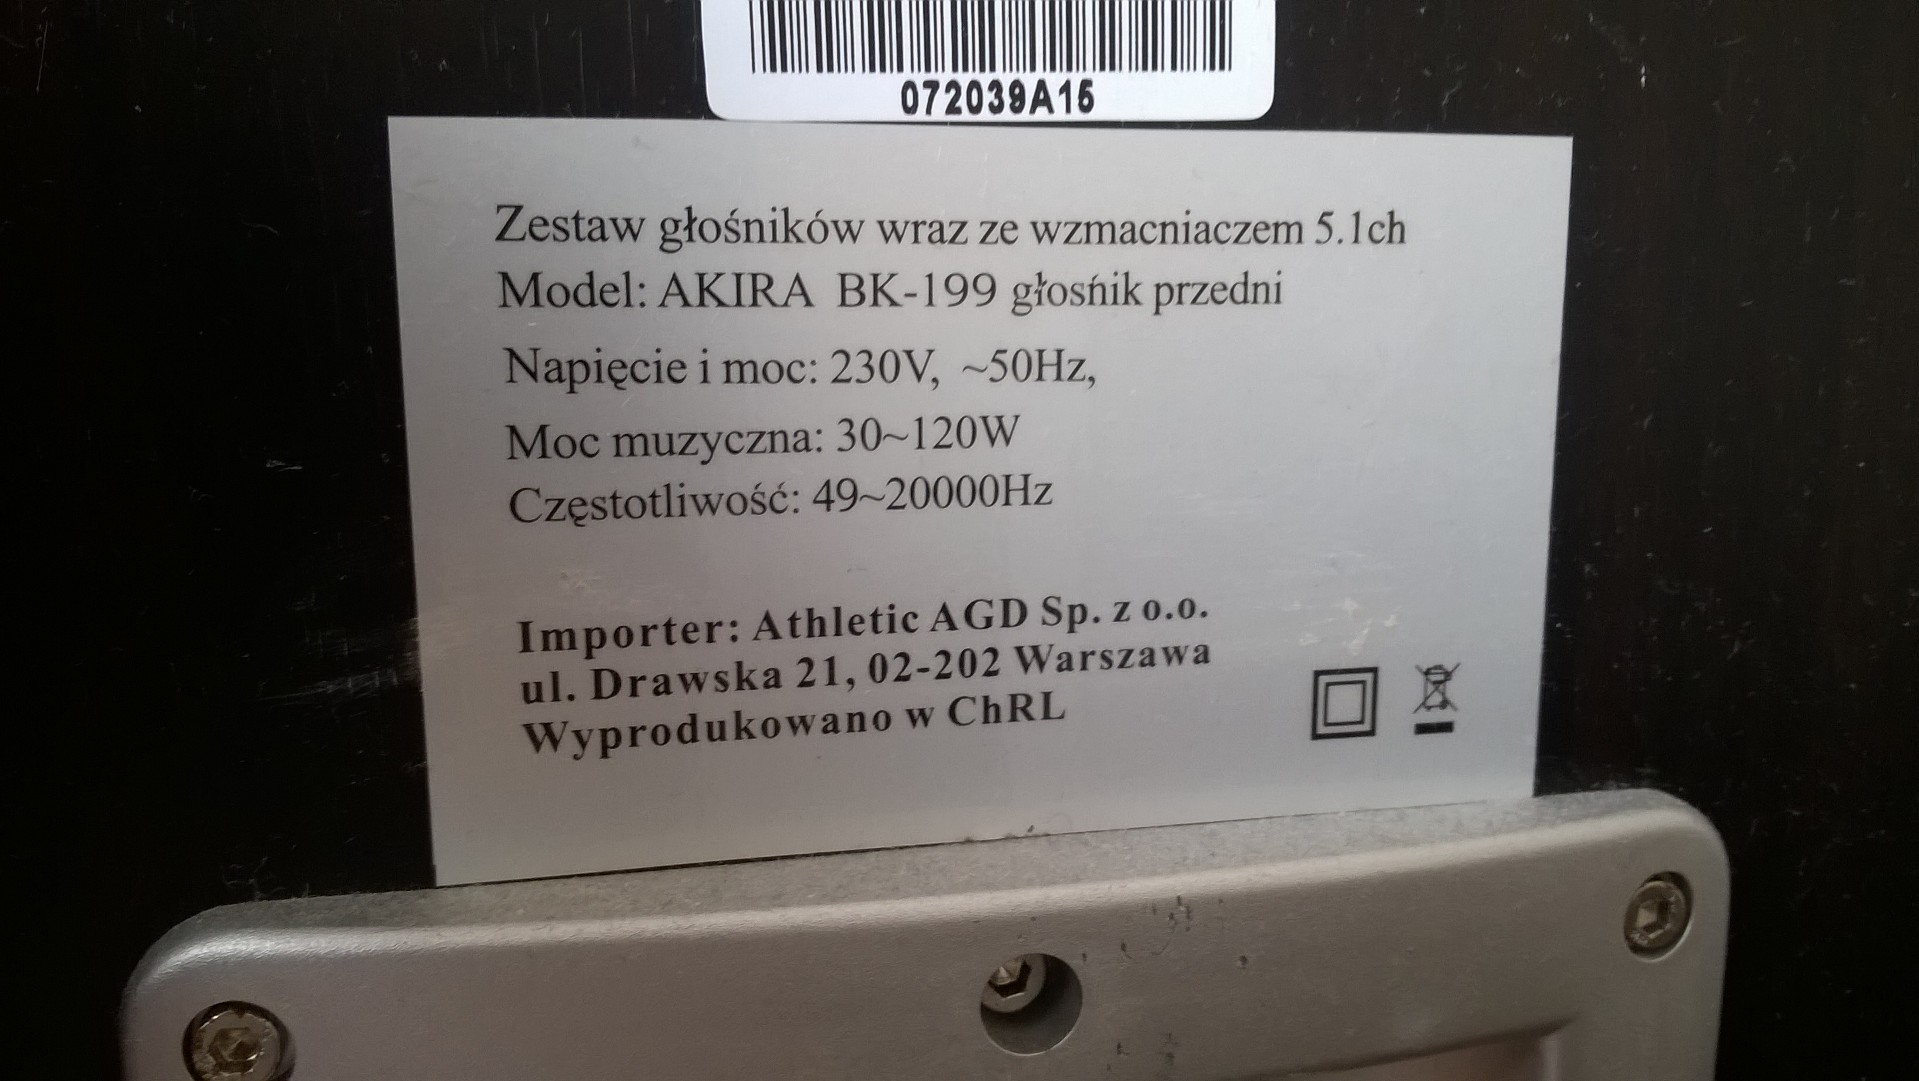 072039A15
Zestaw głośników wraz ze wzmacniaczem 5.1ch
Model: AKIRA BK-199 głosńik przedni
Napięcie i moc: 230V, ~50Hz,
Moc muzyczna: 30~120W
Częstotliwość: 49~20000Hz
Importer: Athletic AGD Sp. z o.o.
ul. Drawska 21, 02-202 Warszawa
Wyprodukowano w ChRL